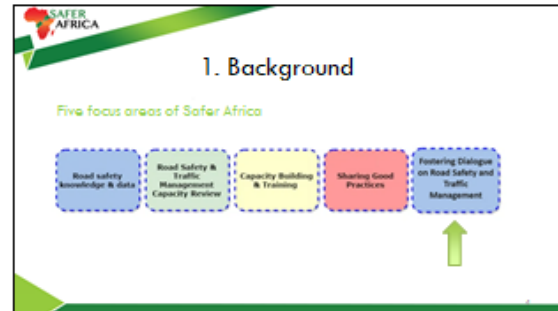 SAFER
AFRICA
1. Background
Five focus areas of Safer Africa
Road safety
knowledge & data
Road Safety &
Traffic
Management
Capacity Review
Capacity Building
& Training
Sharing Good
Practices
Fostering Dialogue
on Road Safety and
Traffic
Management